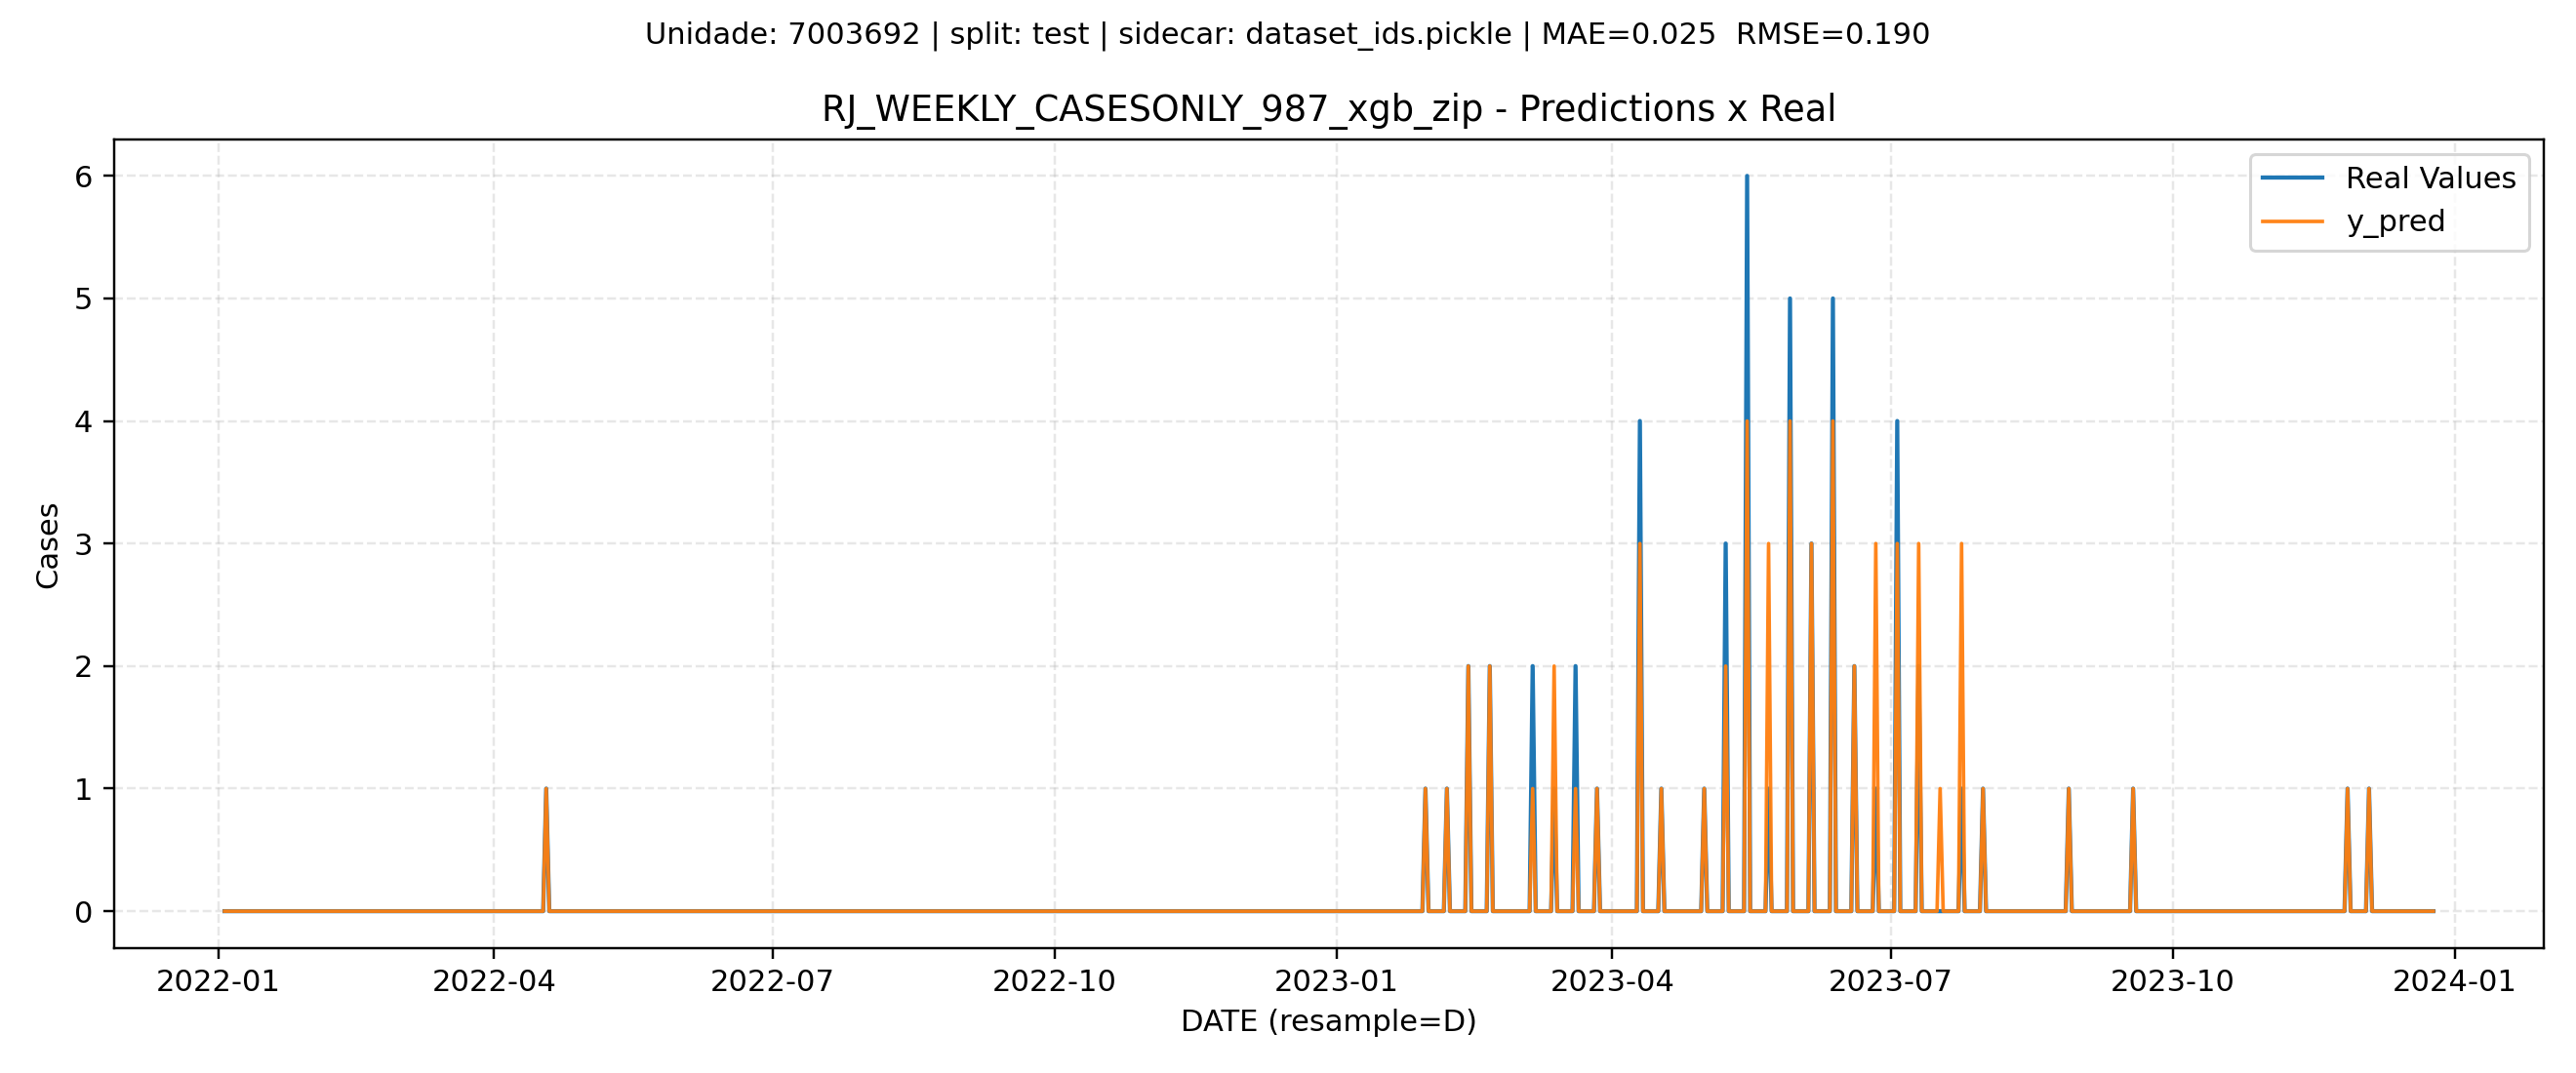 Unidade: 7003692 | split: test | sidecar: dataset_ids.pickle | MAE=0.025  RMSE=0.190
RJ_WEEKLY_CASESONLY_987_xgb_zip - Predictions x Real
Real Values
y_pred
Cases
6
5
4
3
2
1
0
2022-01
2022-04
2022-07
2022-10
2023-01
2023-04
2023-07
2023-10
2024-01
DATE (resample=D)